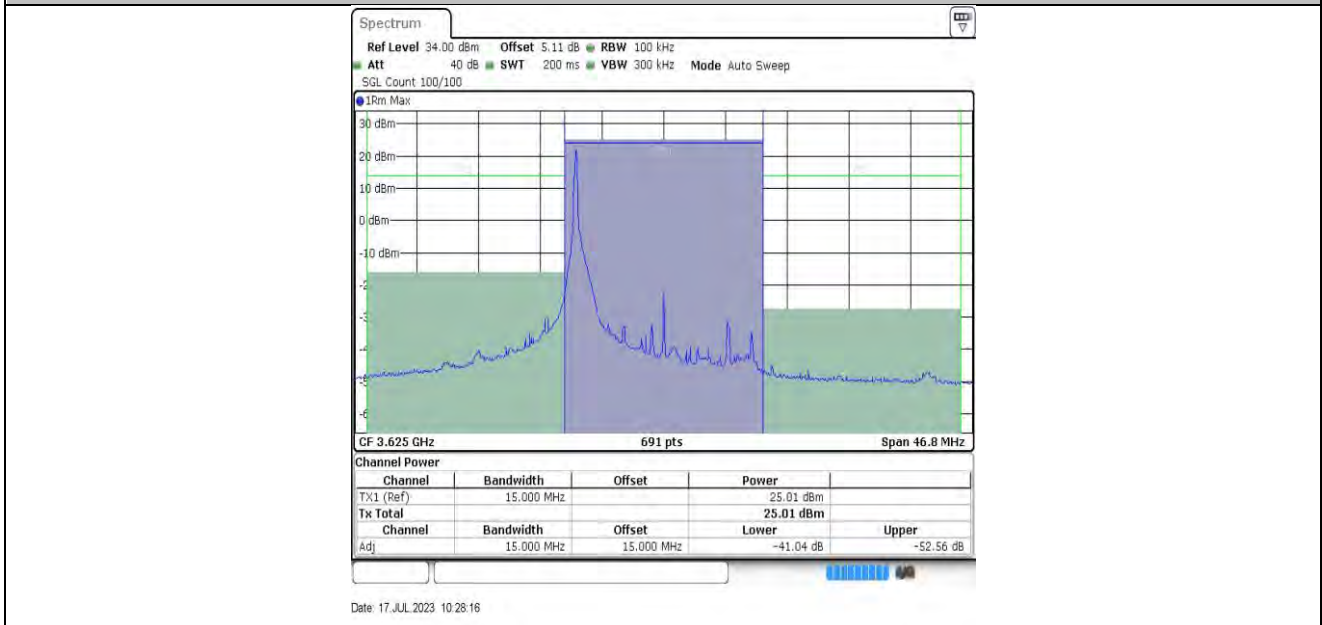 Spectrum
Ref Level 34.00 dBm Offset 5.11 dB RBW 100 kHz
Att 40 dB SWT 200 ms VBW 300 kHz Mode Auto Sweep
SGL Count 100/100
1Rm Max
30 dBm
20 dBm
10 dBm
0 dBm
-10 dBm
-2
-3
-4
-5
-6
CF 3.625 GHz 691 pts Span 46.8 MHz
Channel Power
Channel Bandwidth Offset Power
TX1 (Ref) 15.000 MHz 25.01 dBm
Tx Total 25.01 dBm
Channel Bandwidth Offset Lower Upper
Adj 15.000 MHz 15.000 MHz -41.04 dB -52.56 dB
Date: 17.JUL.2023 10:28:16